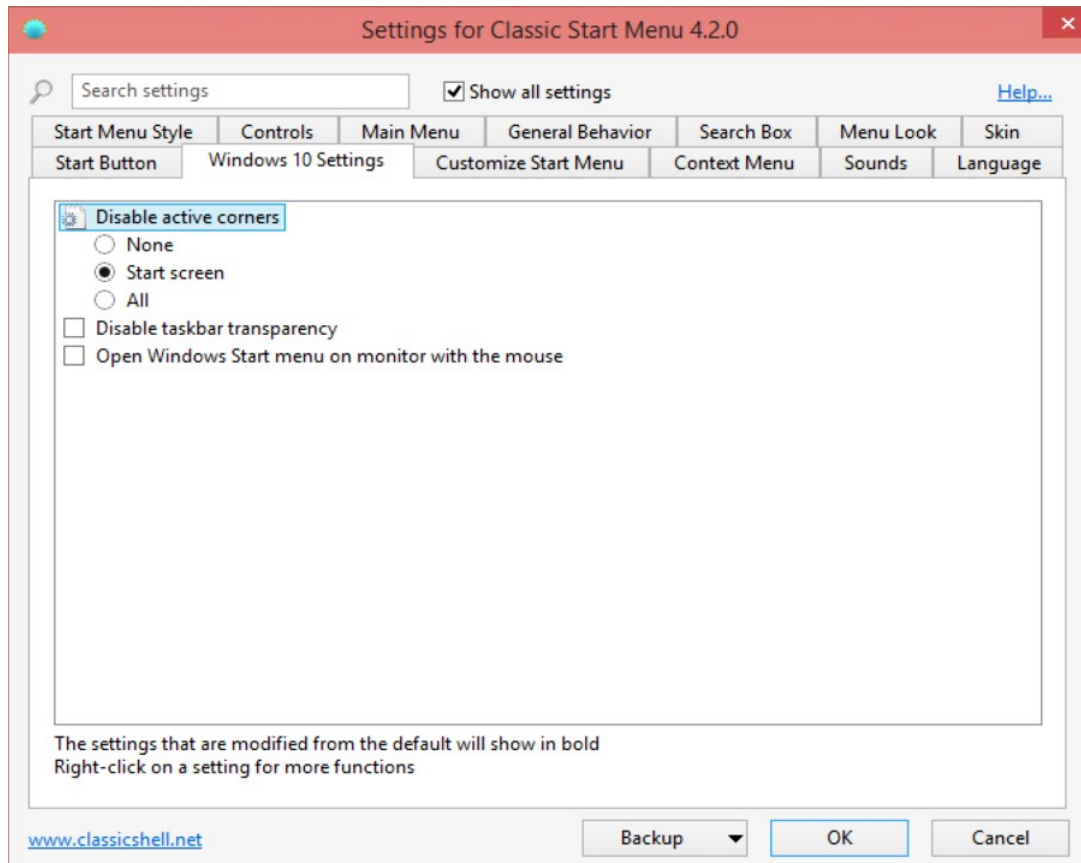 Settings for Classic Start Menu 4.2.0
Search settings
Show all settings
Help...
Start Menu Style
Controls
Main Menu
General Behavior
Search Box
Menu Look
Skin
Start Button
Windows 10 Settings
Customize Start Menu
Context Menu
Sounds
Language
Disable active corners
None
Start screen
All
Disable taskbar transparency
Open Windows Start menu on monitor with the mouse
The settings that are modified from the default will show in bold
Right-click on a setting for more functions
www.classicshell.net
Backup
OK
Cancel